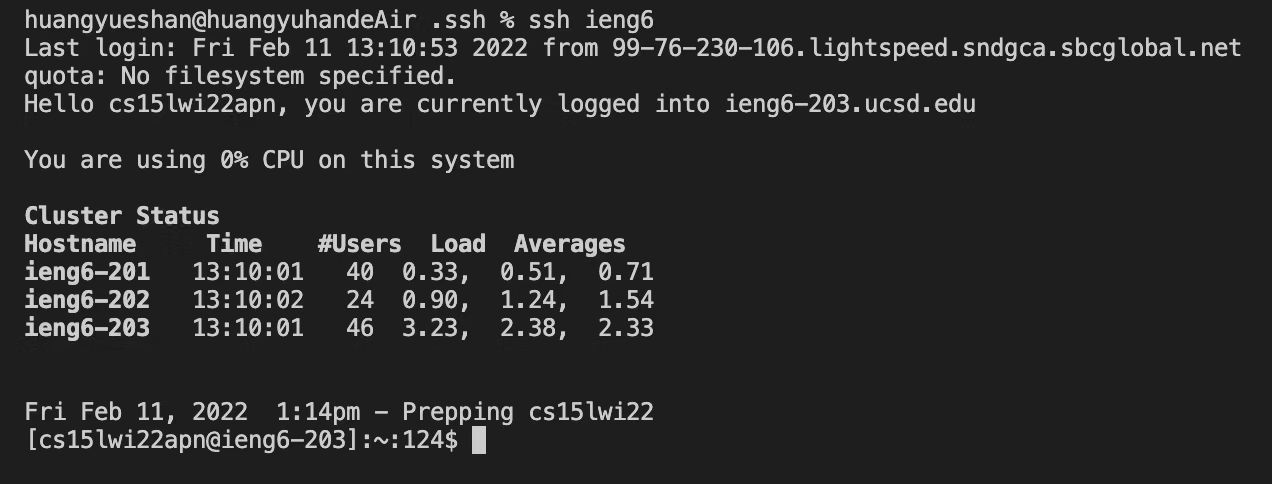 huangyueshan@huangyuhandeAir .ssh % ssh ieng6
Last login: Fri Feb 11 13:10:53 2022 from 99-76-230-106.lightspeed.sndgca.sbcglobal.net
quota: No filesystem specified.
Hello cs15lwi22apn, you are currently logged into ieng6-203.ucsd.edu
You are using 0% CPU on this system
Cluster Status
Hostname     Time    #Users  Load  Averages
ieng6-201   13:10:01   40  0.33,  0.51,  0.71
ieng6-202   13:10:02   24  0.90,  1.24,  1.54
ieng6-203   13:10:01   46  3.23,  2.38,  2.33
Fri Feb 11, 2022  1:14pm - Prepping cs15lwi22
[cs15lwi22apn@ieng6-203]:~:124$